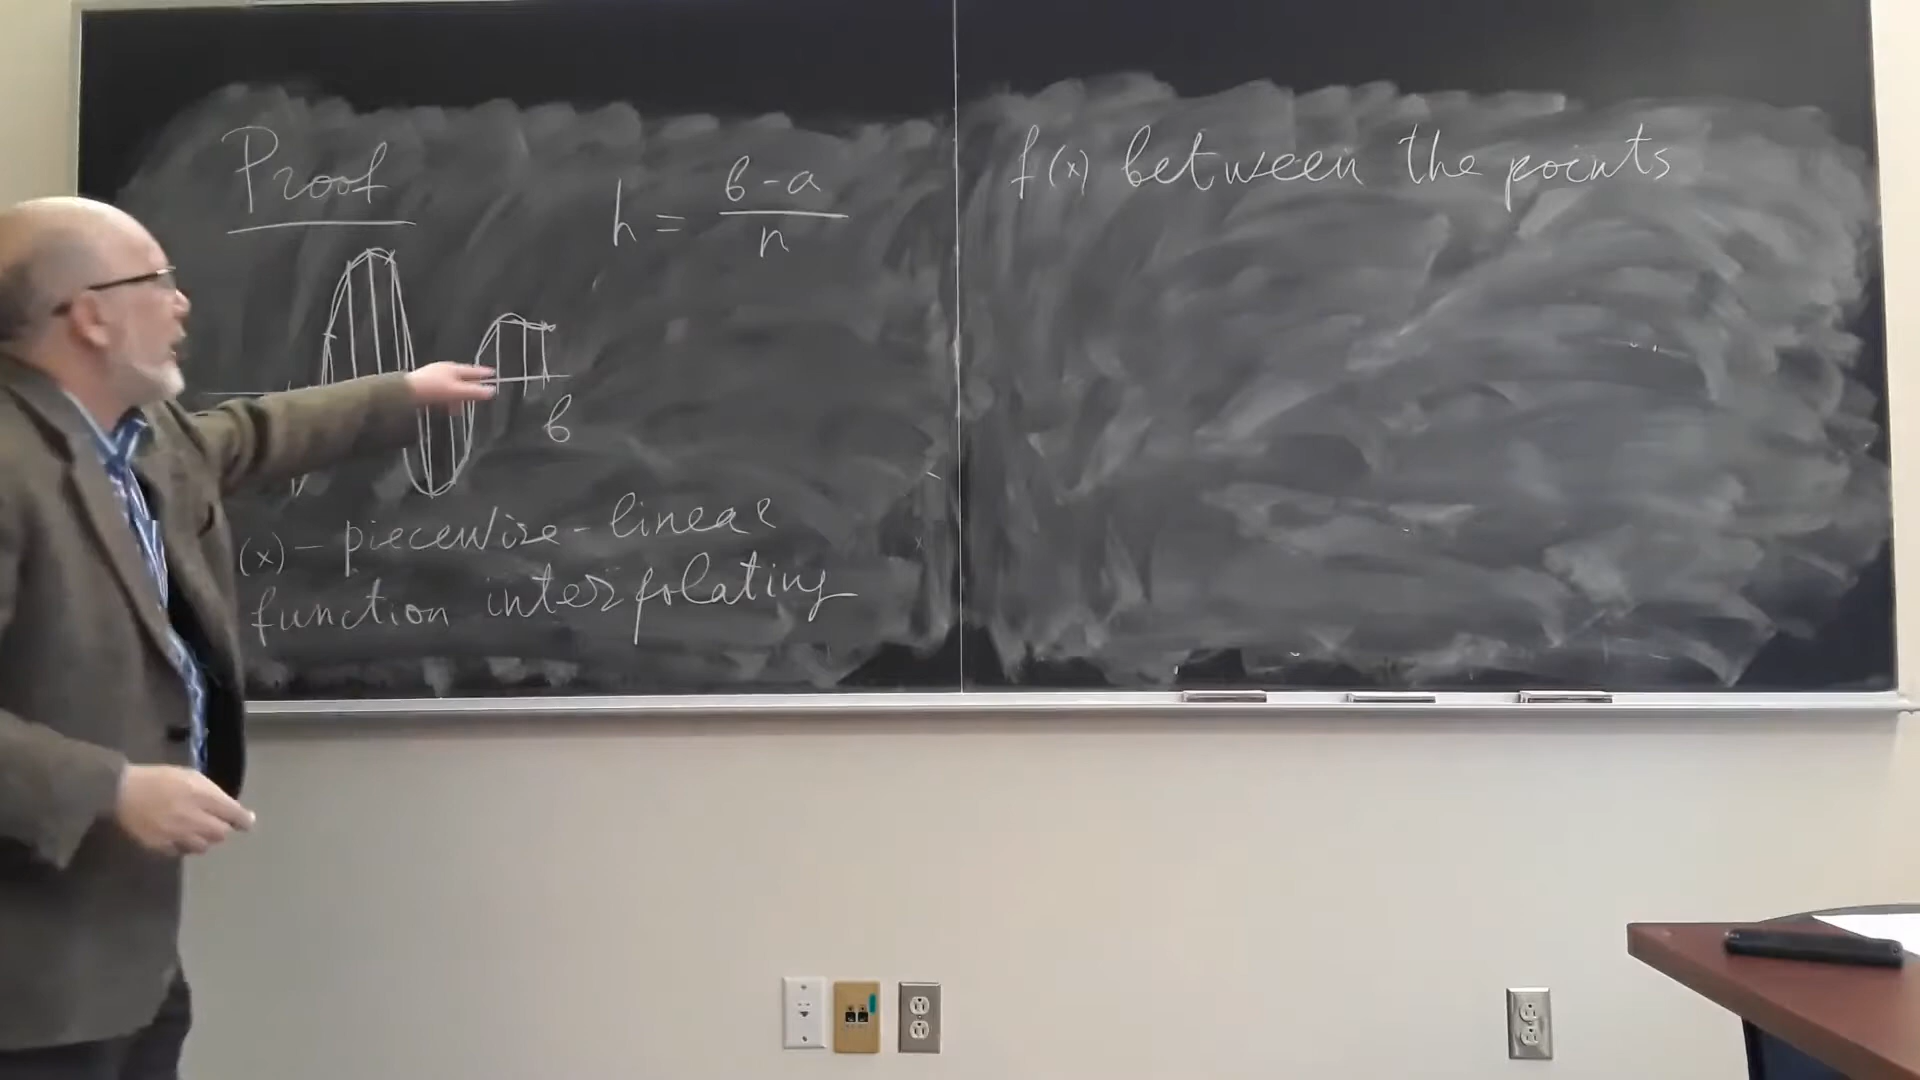 Proof
h = b-a
n
b
(x) - piecewise-linear
function interpolating
f(x) between the points